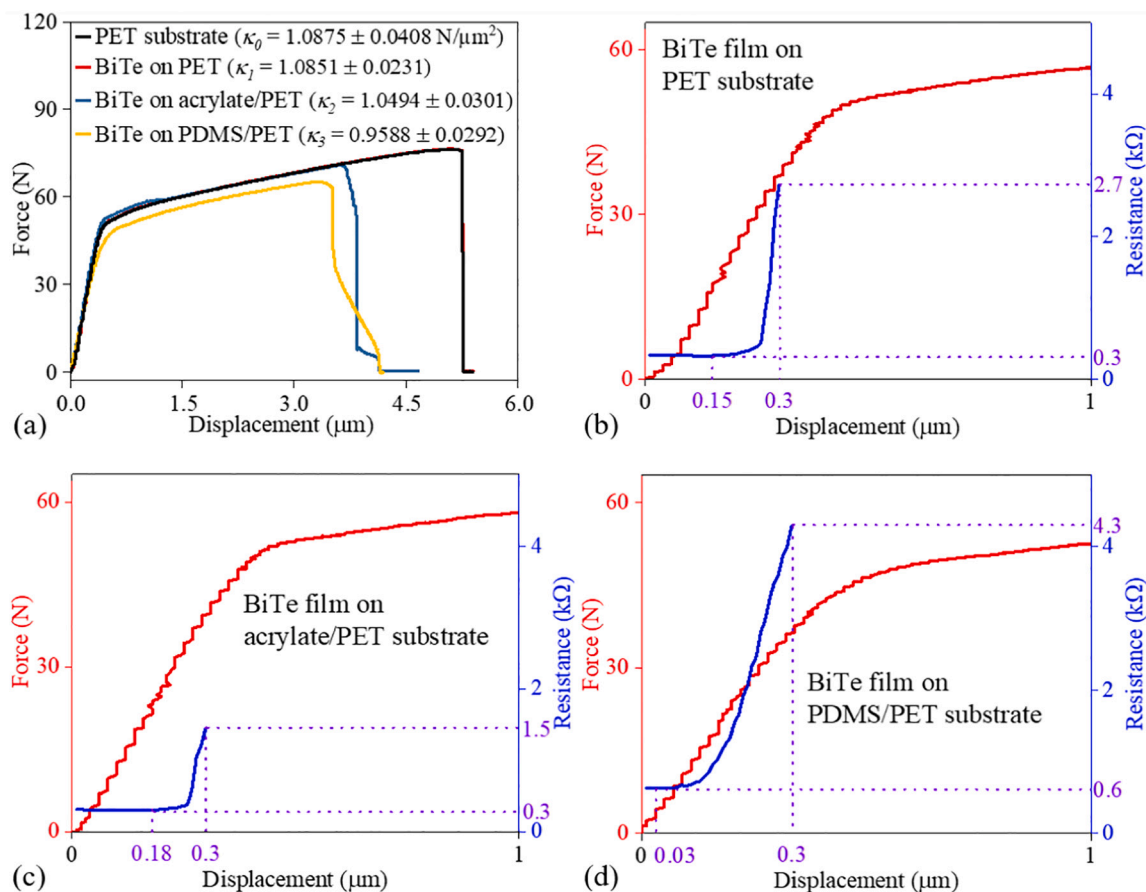 120
90
60
30
0
Force (N)
PET substrate (κ0 = 1.0875 ± 0.0408 N/μm²)
BiTe on PET (κ1 = 1.0851 ± 0.0231)
BiTe on acrylate/PET (κ2 = 1.0494 ± 0.0301)
BiTe on PDMS/PET (κ3 = 0.9588 ± 0.0292)
0.0 1.5 3.0 4.5 6.0
(a) Displacement (μm)
BiTe film on
PET substrate
60
30
0
Force (N)
4
2.7
2
0.3
0
Resistance (kΩ)
0 0.15 0.3 1
(b) Displacement (μm)
60
30
0
Force (N)
BiTe film on
acrylate/PET substrate
4
2
1.5
0.3
0
Resistance (kΩ)
0 0.18 0.3 1
(c) Displacement (μm)
60
30
0
Force (N)
BiTe film on
PDMS/PET substrate
4.3
4
2
0.6
0
Resistance (kΩ)
0 0.03 0.3 1
(d) Displacement (μm)